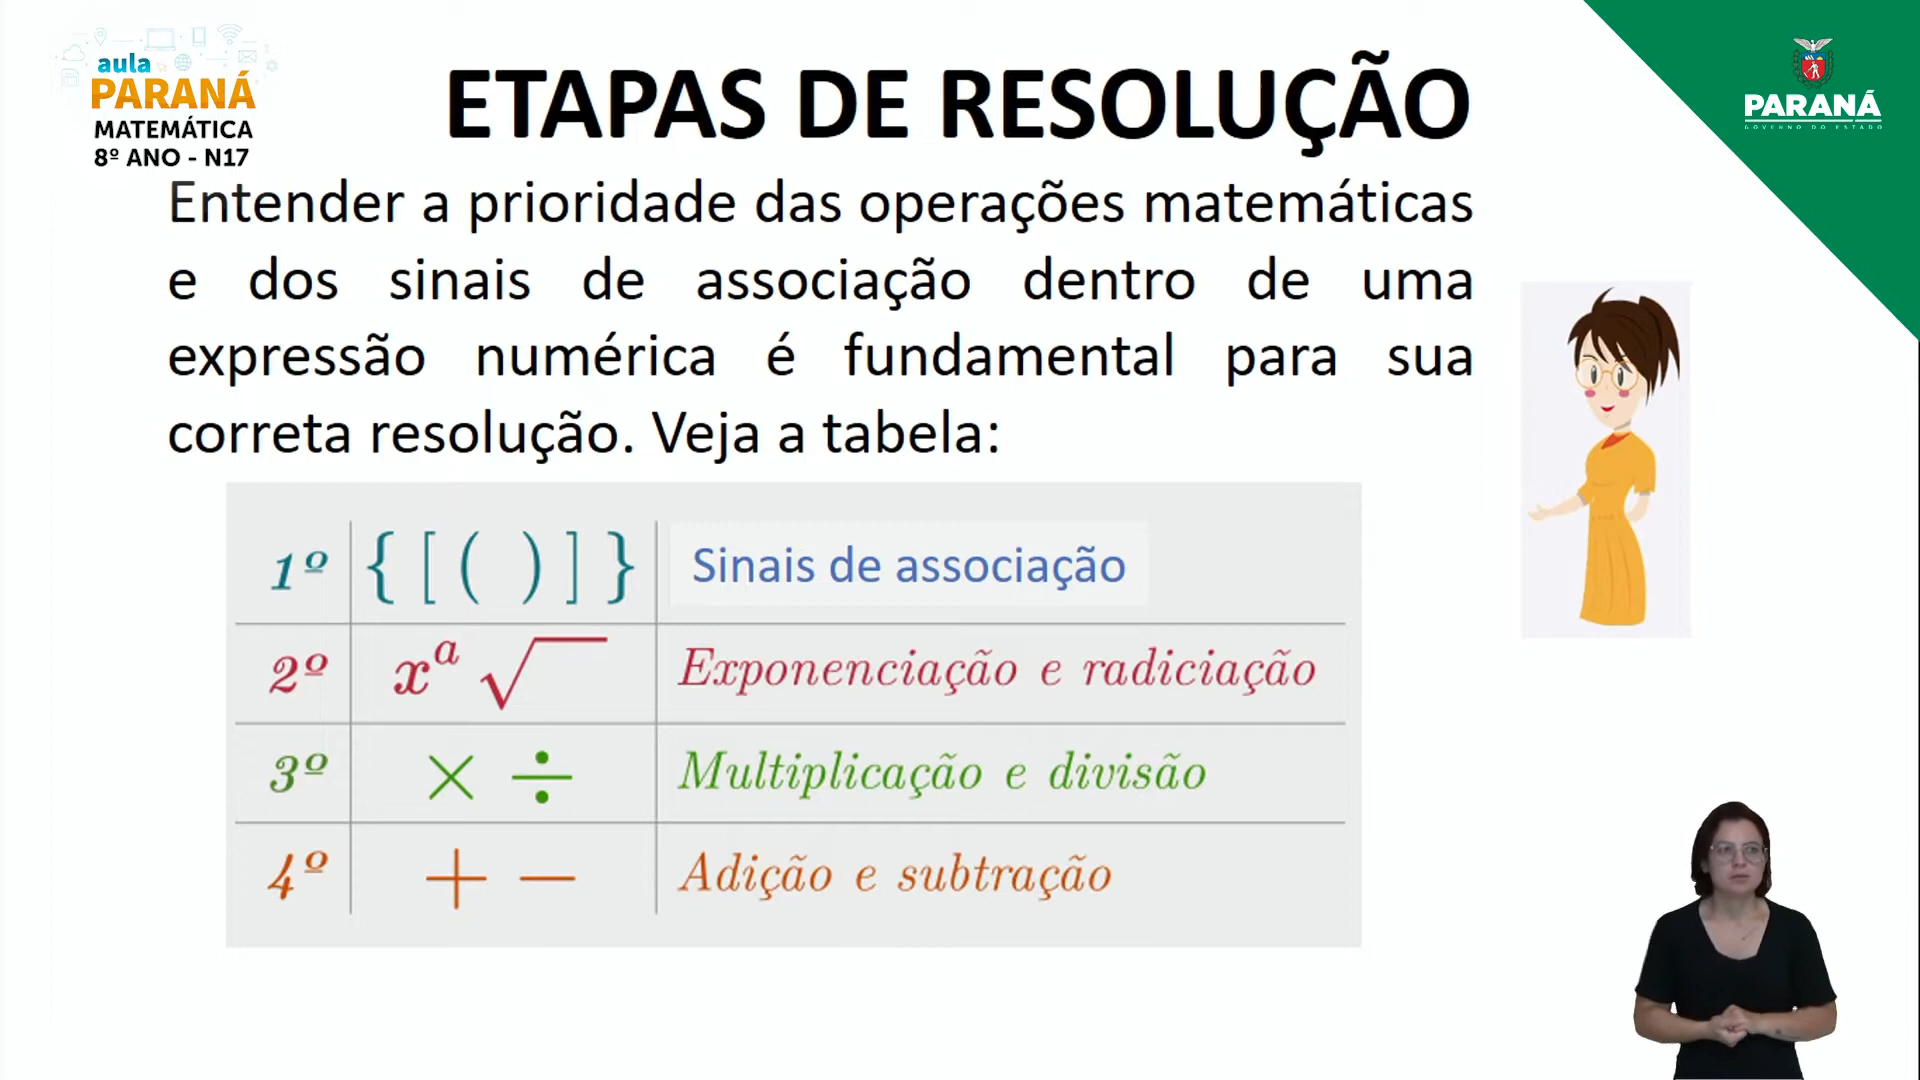 aula
PARANÁ
MATEMÁTICA
8º ANO - N17
ETAPAS DE RESOLUÇÃO
PARANÁ
GOVERNO DO ESTADO
Entender a prioridade das operações matemáticas
e dos sinais de associação dentro de uma
expressão numérica é fundamental para sua
correta resolução. Veja a tabela:
1º { [ ( ) ] } Sinais de associação
2º xᵃ √ Exponenciação e radiciação
3º × ÷ Multiplicação e divisão
4º + − Adição e subtração